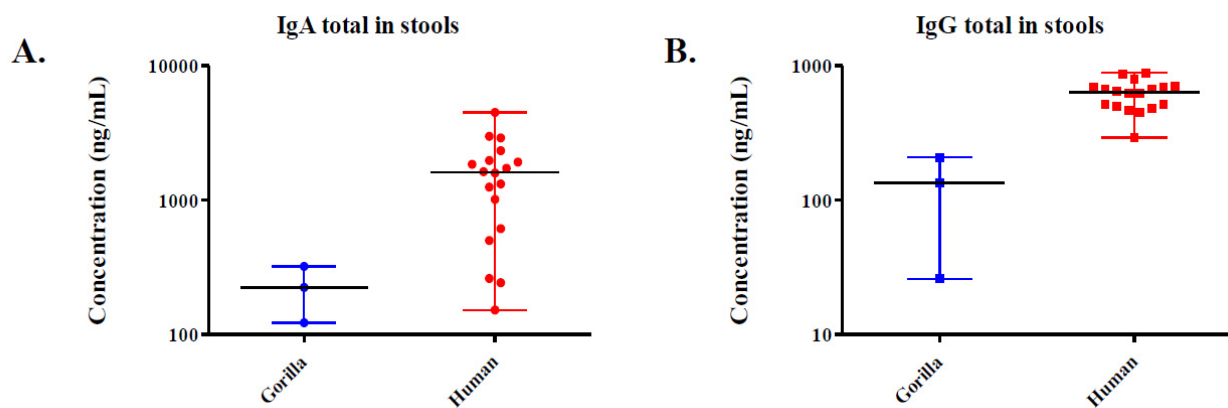 A.
IgA total in stools
Concentration (ng/mL)
10000
1000
100
Gorilla
Human
B.
IgG total in stools
Concentration (ng/mL)
1000
100
10
Gorilla
Human